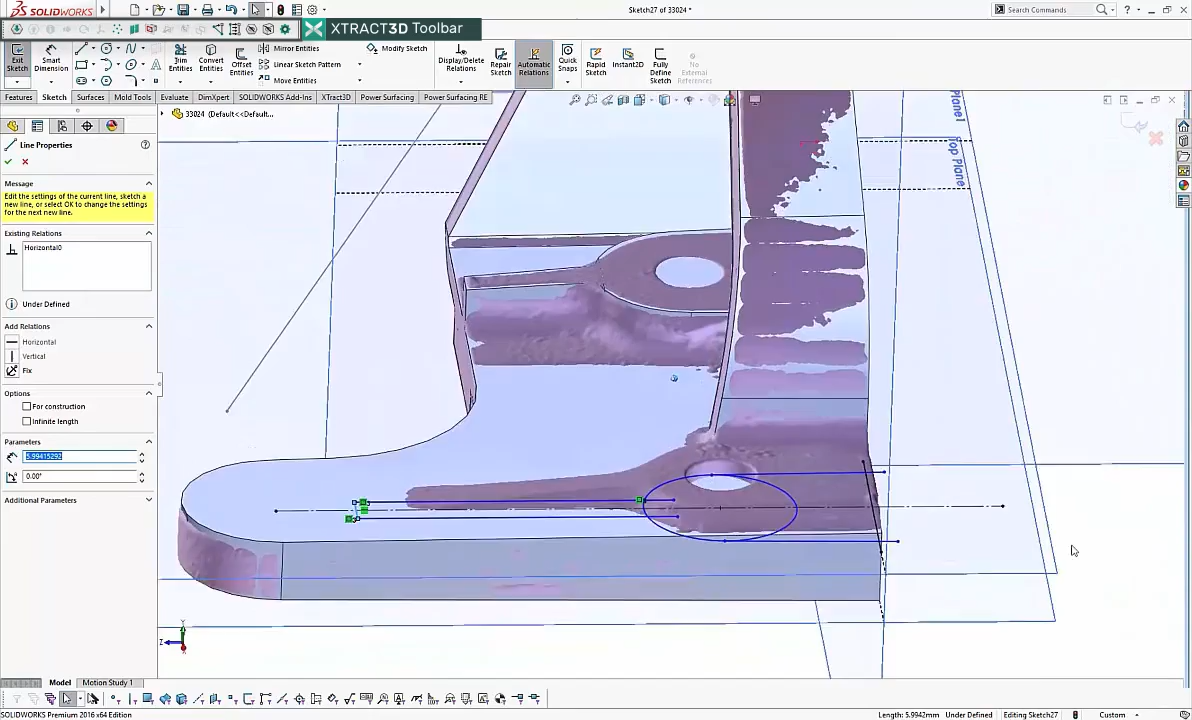 SOLIDWORKS
Sketch27 of 33024 *
Search Commands
XTRACT3D Toolbar
Exit Sketch
Smart Dimension
Trim Entities
Convert Entities
Offset Entities
Mirror Entities
Linear Sketch Pattern
Move Entities
Modify Sketch
Display/Delete Relations
Repair Sketch
Automatic Relations
Quick Snaps
Rapid Sketch
Instant2D
Fully Define Sketch
No External References
Features
Sketch
Surfaces
Mold Tools
Evaluate
DimXpert
SOLIDWORKS Add-Ins
XTract3D
Power Surfacing
Power Surfacing RE
33024 (Default<<Default...
Line Properties
Message
Edit the settings of the current line, sketch a
new line, or select OK to change the settings
for the next new line.
Existing Relations
Horizontal0
Under Defined
Add Relations
Horizontal
Vertical
Fix
Options
For construction
Infinite length
Parameters
5.99415292
0.00°
Additional Parameters
Plane1
Top Plane
Y
Z
Model
Motion Study 1
SOLIDWORKS Premium 2016 x64 Edition
Length: 5.9942mm
Under Defined
Editing Sketch27
Custom